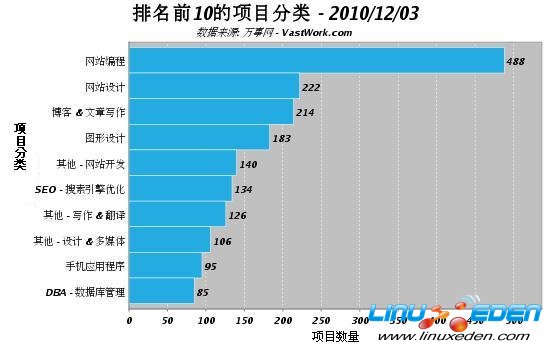 排名前10的项目分类 - 2010/12/03
数据来源: 万事网 - VastWork.com
项目分类
网站编程 488
网站设计 222
博客 & 文章写作 214
图形设计 183
其他 - 网站开发 140
SEO - 搜索引擎优化 134
其他 - 写作 & 翻译 126
其他 - 设计 & 多媒体 106
手机应用程序 95
DBA - 数据库管理 85
0 50 100 150 200 250 300 350 400 450 500
项目数量
LINUXEDEN
www.linuxeden.com